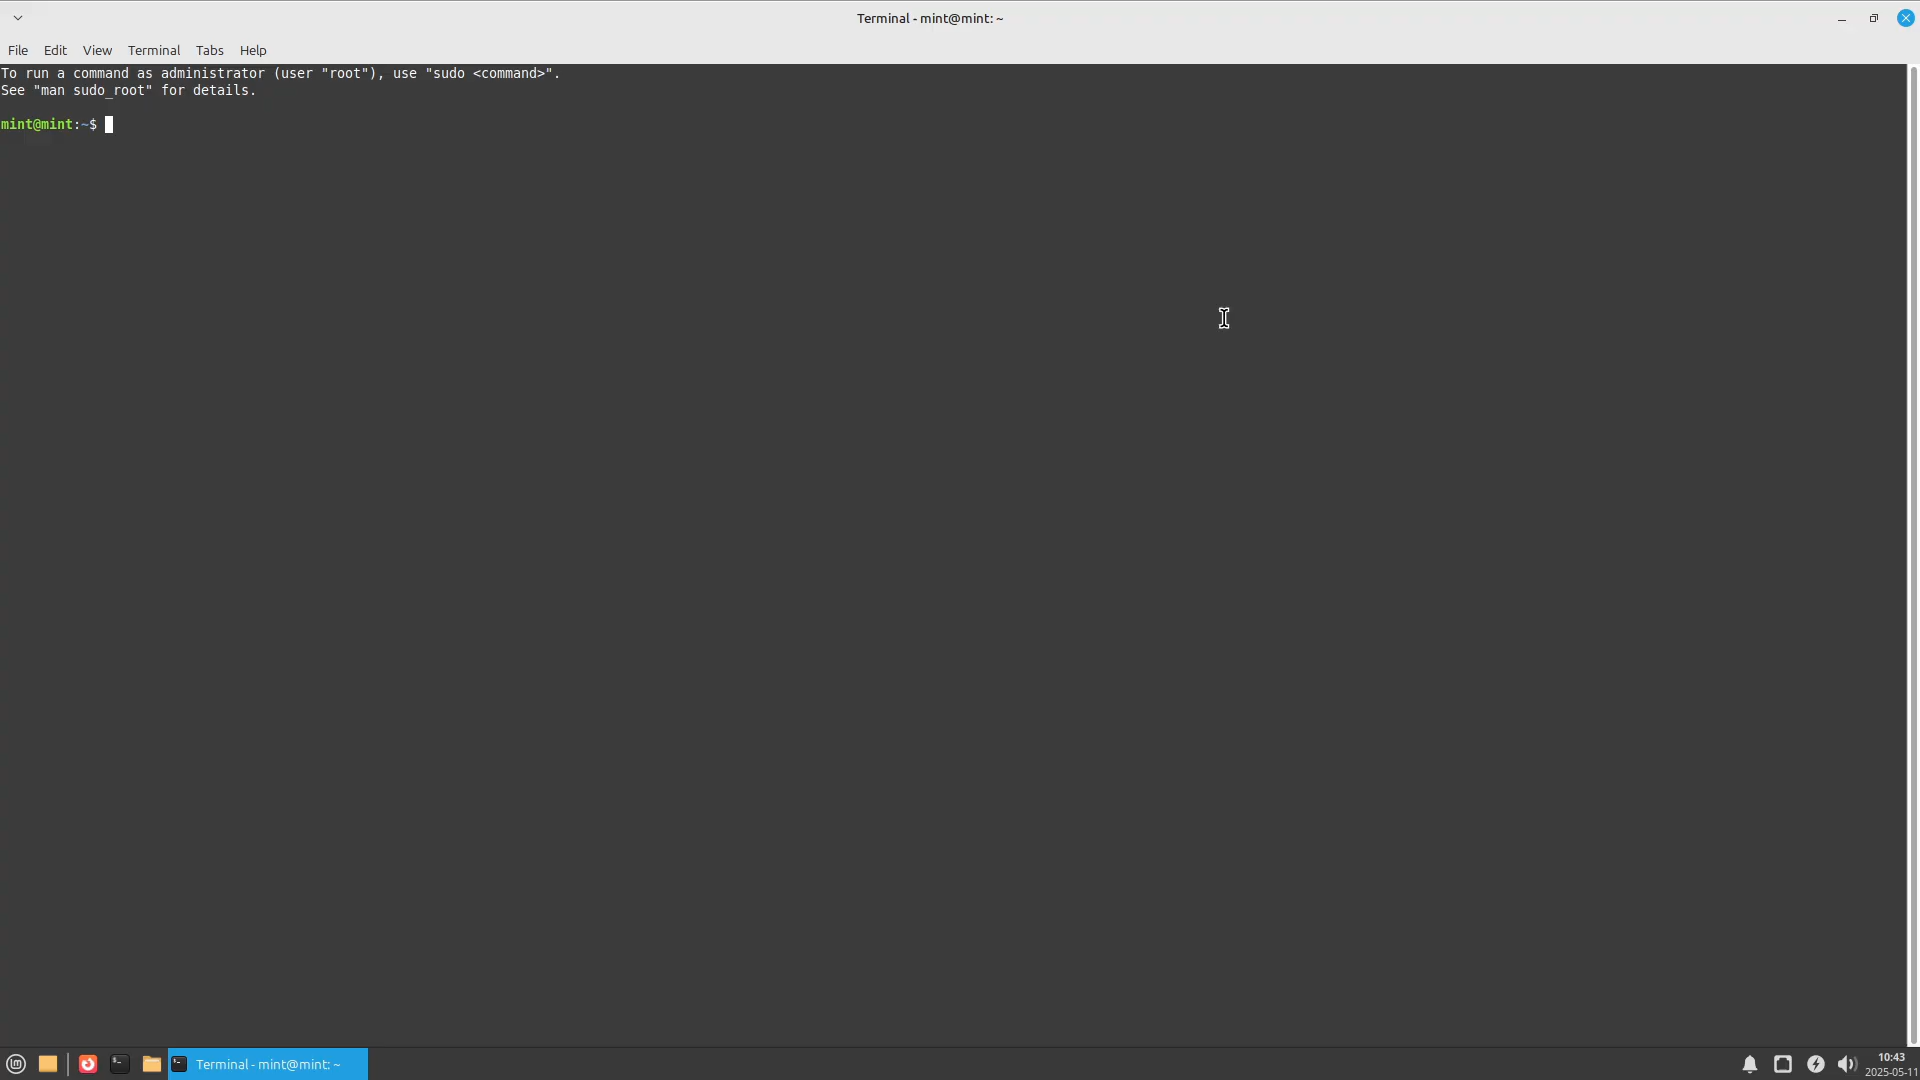 Terminal - mint@mint: ~
File Edit View Terminal Tabs Help
To run a command as administrator (user "root"), use "sudo <command>".
See "man sudo_root" for details.
mint@mint:~$
Terminal - mint@mint: ~
10:43
2025-05-11